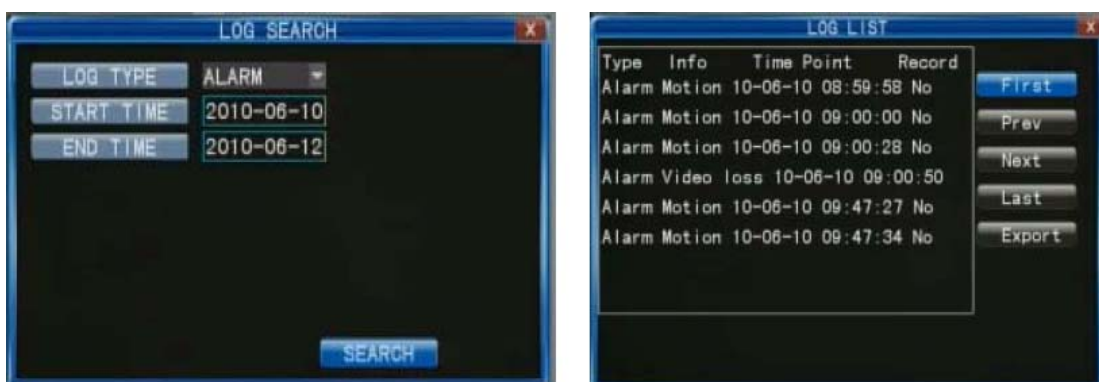 LOG SEARCH X
LOG TYPE ALARM
START TIME 2010-06-10
END TIME 2010-06-12
SEARCH
LOG LIST X
Type Info Time Point Record
Alarm Motion 10-06-10 08:59:58 No
Alarm Motion 10-06-10 09:00:00 No
Alarm Motion 10-06-10 09:00:28 No
Alarm Video loss 10-06-10 09:00:50
Alarm Motion 10-06-10 09:47:27 No
Alarm Motion 10-06-10 09:47:34 No
First
Prev
Next
Last
Export